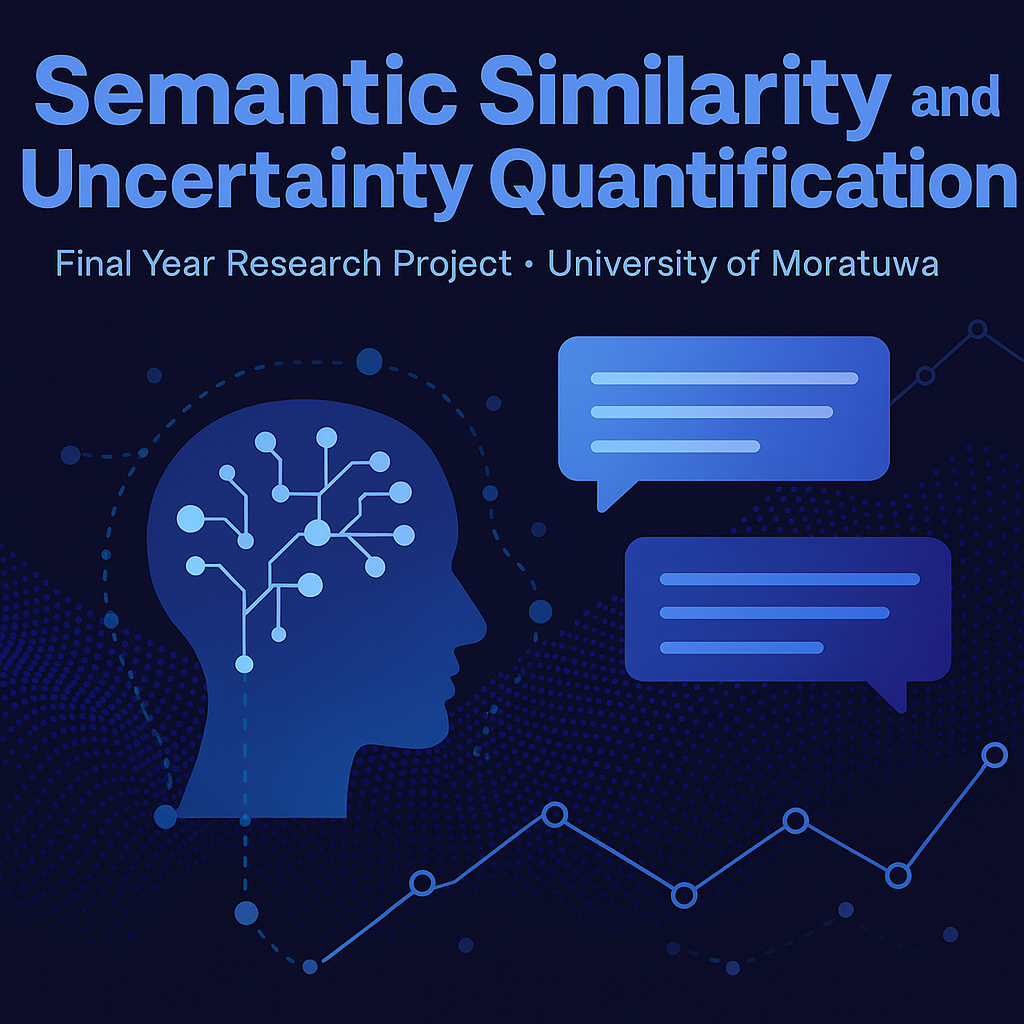 Semantic Similarity and
Uncertainty Quantification
Final Year Research Project • University of Moratuwa